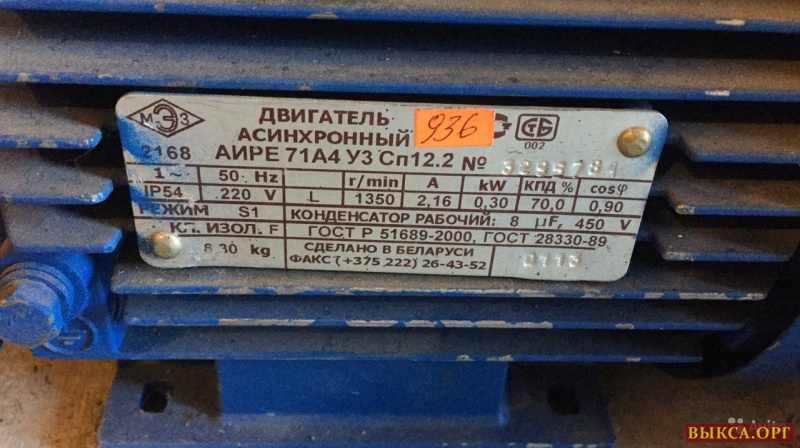 МЭЗ
ДВИГАТЕЛЬ
АСИНХРОННЫЙ
936
СТБ
002
2168 АИРЕ 71А4 У3 Сп12.2 №
1~ 50 Hz r/min A kW КПД % cosφ
IP54 220 V L 1350 2,16 0,30 70,0 0,90
РЕЖИМ S1 КОНДЕНСАТОР РАБОЧИЙ: 8 µF, 450 V
КЛ. ИЗОЛ. F ГОСТ Р 51689-2000, ГОСТ 28330-89
8,30 kg СДЕЛАНО В БЕЛАРУСИ
ФАКС (+375 222) 26-43-52
ВЫКСА.ОРГ